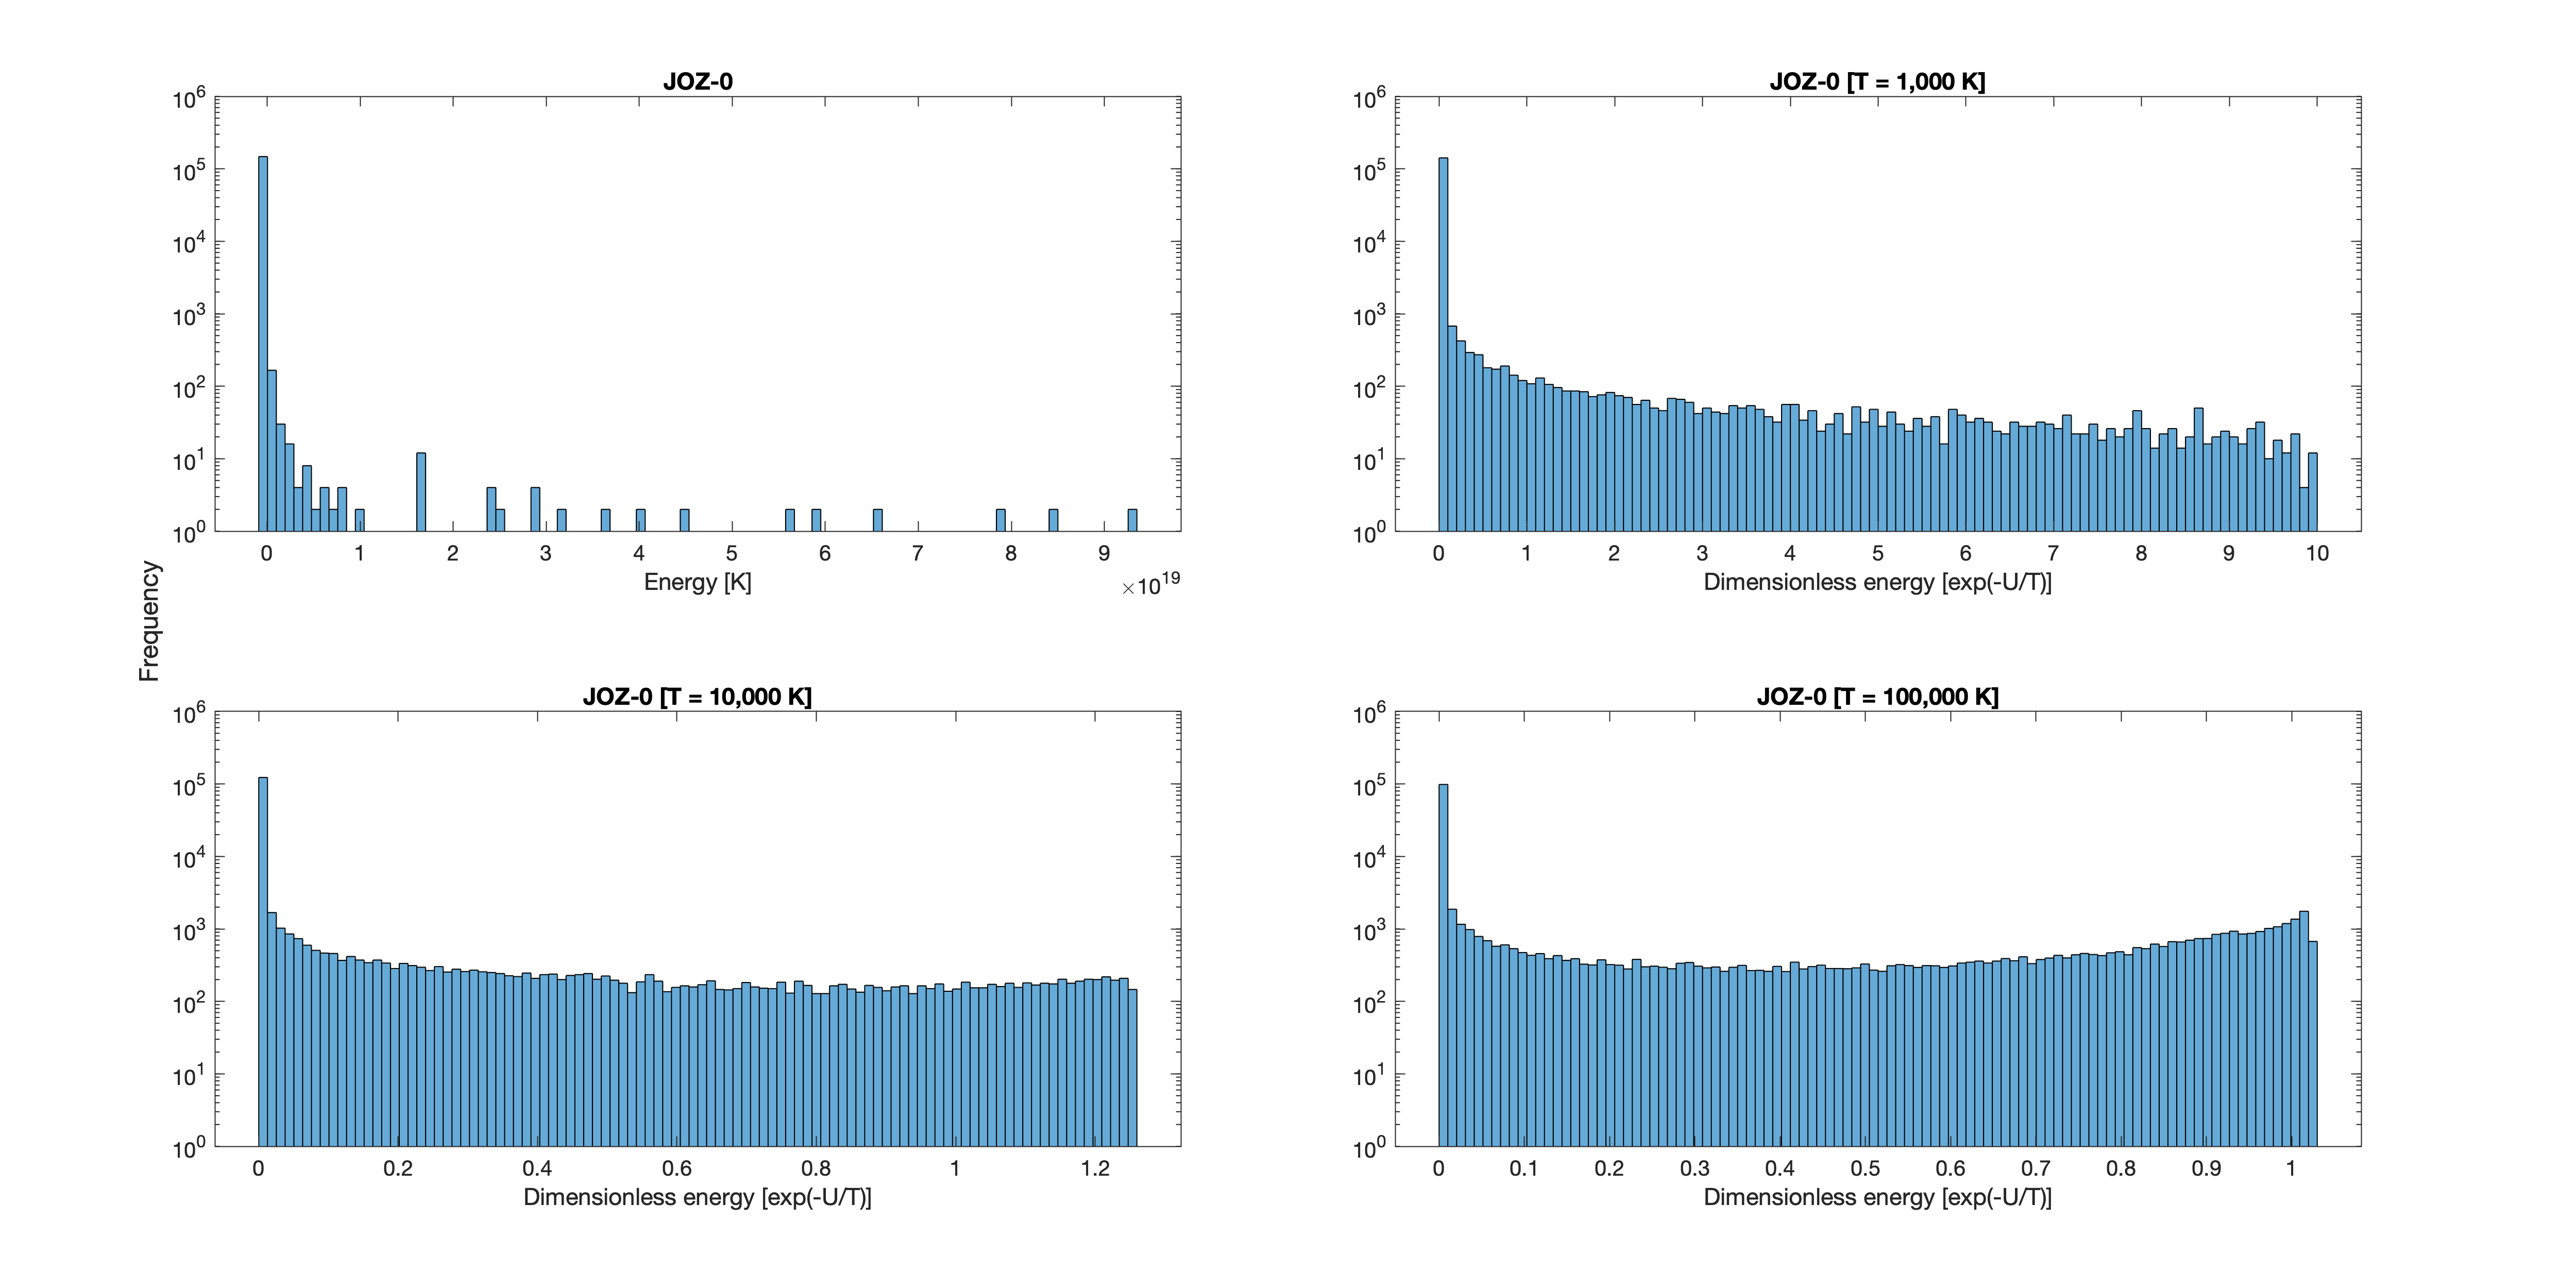 JOZ-0
10^6
10^5
10^4
10^3
10^2
10^1
10^0
0 1 2 3 4 5 6 7 8 9
Energy [K]
×10^19
JOZ-0 [T = 1,000 K]
10^6
10^5
10^4
10^3
10^2
10^1
10^0
0 1 2 3 4 5 6 7 8 9 10
Dimensionless energy [exp(-U/T)]
Frequency
JOZ-0 [T = 10,000 K]
10^6
10^5
10^4
10^3
10^2
10^1
10^0
0 0.2 0.4 0.6 0.8 1 1.2
Dimensionless energy [exp(-U/T)]
JOZ-0 [T = 100,000 K]
10^6
10^5
10^4
10^3
10^2
10^1
10^0
0 0.1 0.2 0.3 0.4 0.5 0.6 0.7 0.8 0.9 1
Dimensionless energy [exp(-U/T)]